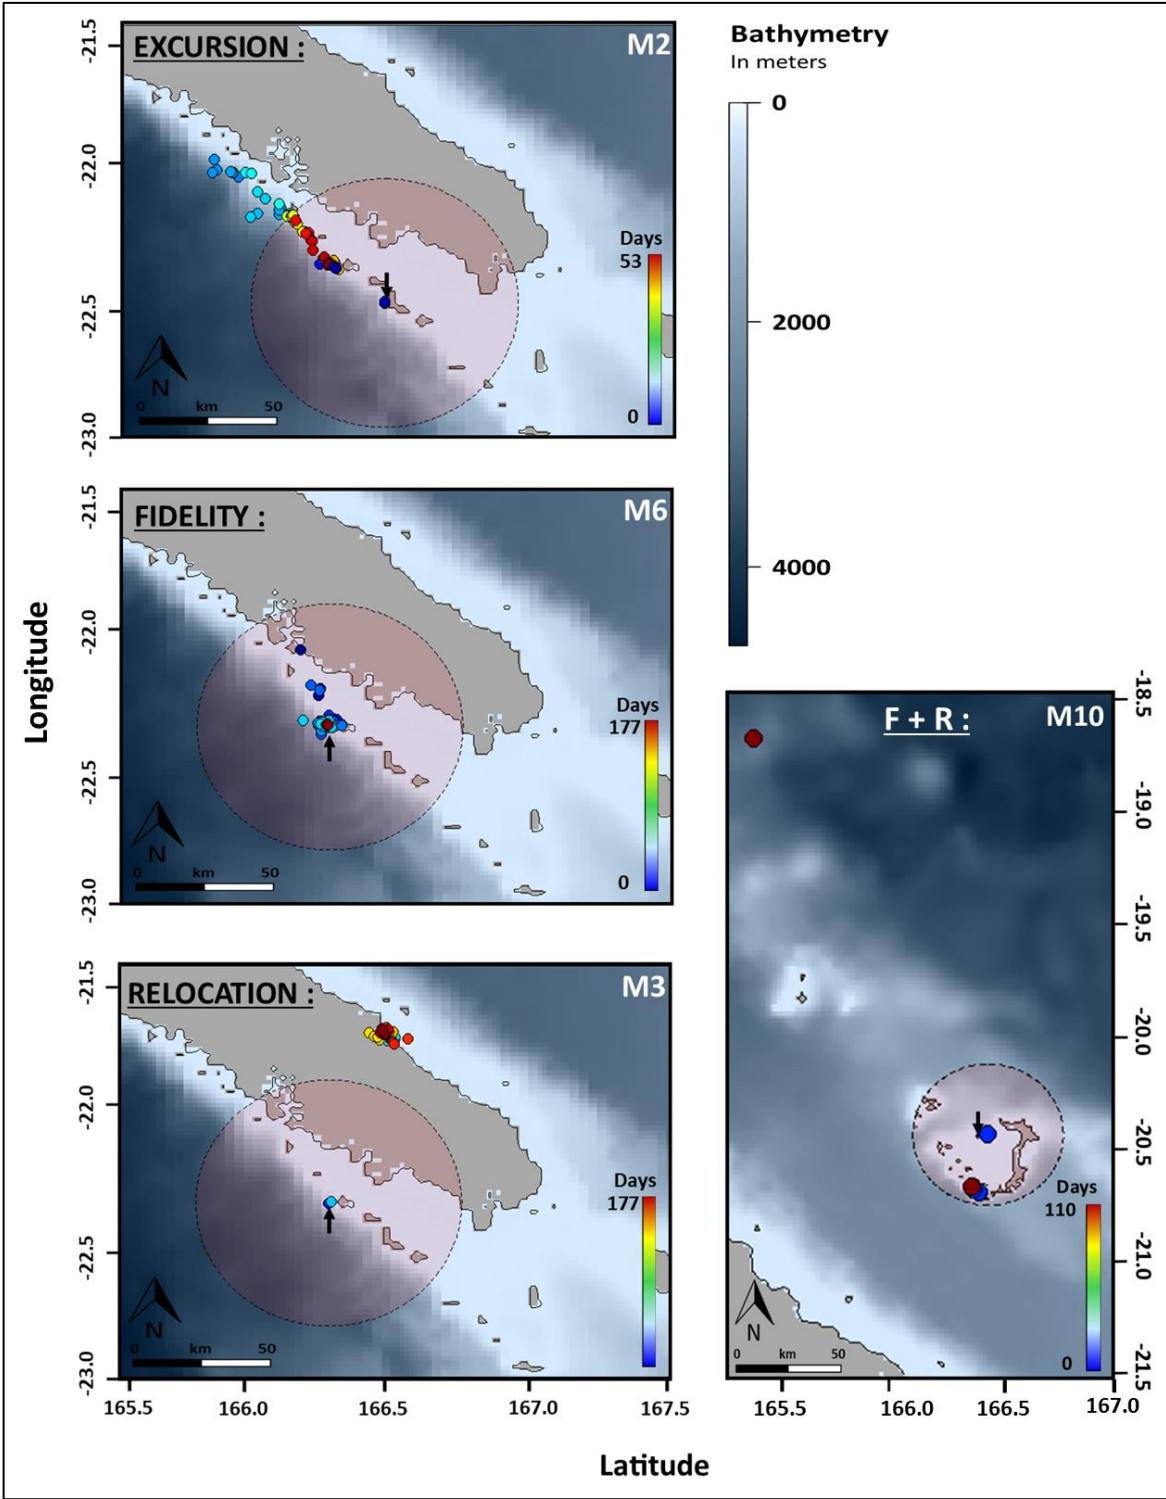 EXCURSION :
M2
-21.5
-22.0
-22.5
-23.0
Days
53
0
N
0 km 50
Bathymetry
In meters
0
2000
4000
FIDELITY :
M6
-21.5
-22.0
-22.5
-23.0
Days
177
0
N
0 km 50
Longitude
RELOCATION :
M3
-21.5
-22.0
-22.5
-23.0
Days
177
N
0 km 50
165.5 166.0 166.5 167.0 167.5
F + R :
M10
-18.5
-19.0
-19.5
-20.0
-20.5
-21.0
-21.5
Days
110
0
N
0 km 50
165.5 166.0 166.5 167.0
Latitude